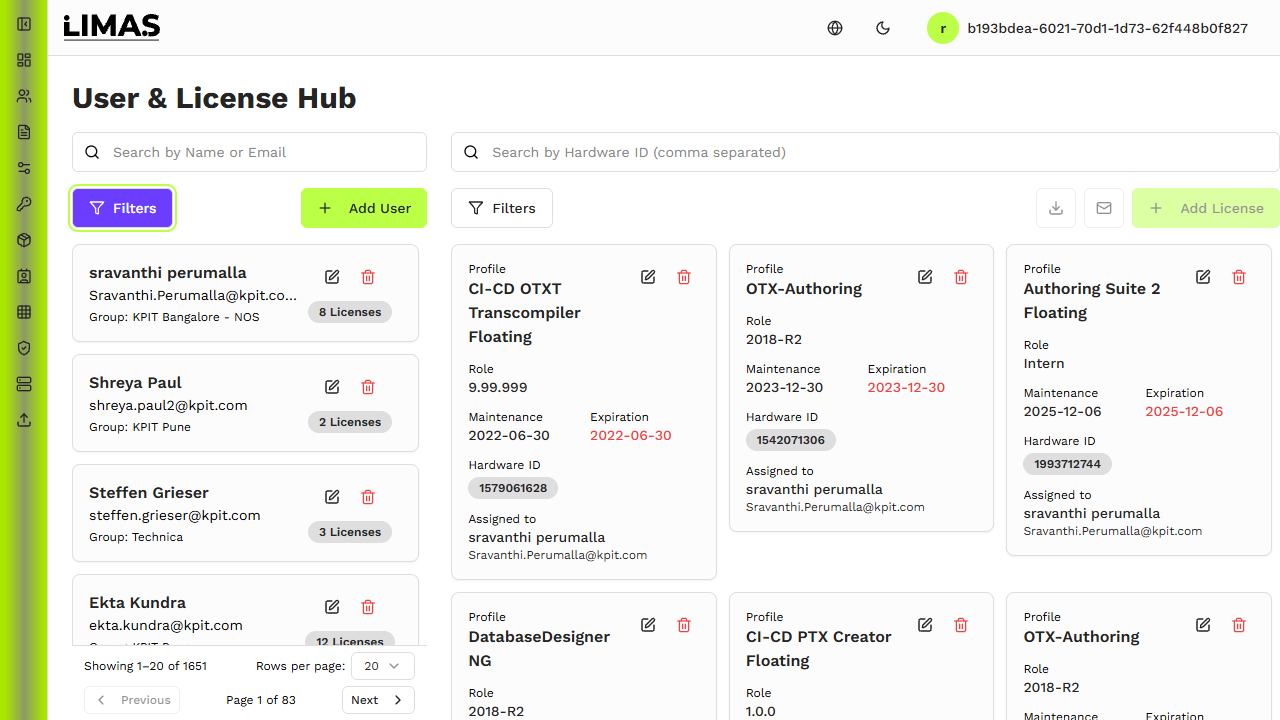 LIMAS
r
b193bdea-6021-70d1-1d73-62f448b0f827
User & License Hub
Search by Name or Email
Search by Hardware ID (comma separated)
Filters
Add User
Filters
Add License
sravanthi perumalla
Sravanthi.Perumalla@kpit.co...
Group: KPIT Bangalore - NOS
8 Licenses
Shreya Paul
shreya.paul2@kpit.com
Group: KPIT Pune
2 Licenses
Steffen Grieser
steffen.grieser@kpit.com
Group: Technica
3 Licenses
Ekta Kundra
ekta.kundra@kpit.com
12 Licenses
Showing 1–20 of 1651
Rows per page:
20
Previous
Page 1 of 83
Next
Profile
CI-CD OTXT
Transcompiler
Floating
Role
9.99.999
Maintenance
Expiration
2022-06-30
2022-06-30
Hardware ID
1579061628
Assigned to
sravanthi perumalla
Sravanthi.Perumalla@kpit.com
Profile
OTX-Authoring
Role
2018-R2
Maintenance
Expiration
2023-12-30
2023-12-30
Hardware ID
1542071306
Assigned to
sravanthi perumalla
Sravanthi.Perumalla@kpit.com
Profile
Authoring Suite 2
Floating
Role
Intern
Maintenance
Expiration
2025-12-06
2025-12-06
Hardware ID
1993712744
Assigned to
sravanthi perumalla
Sravanthi.Perumalla@kpit.com
Profile
DatabaseDesigner
NG
Role
2018-R2
Profile
CI-CD PTX Creator
Floating
Role
1.0.0
Profile
OTX-Authoring
Role
2018-R2
Maintenance
Expiration